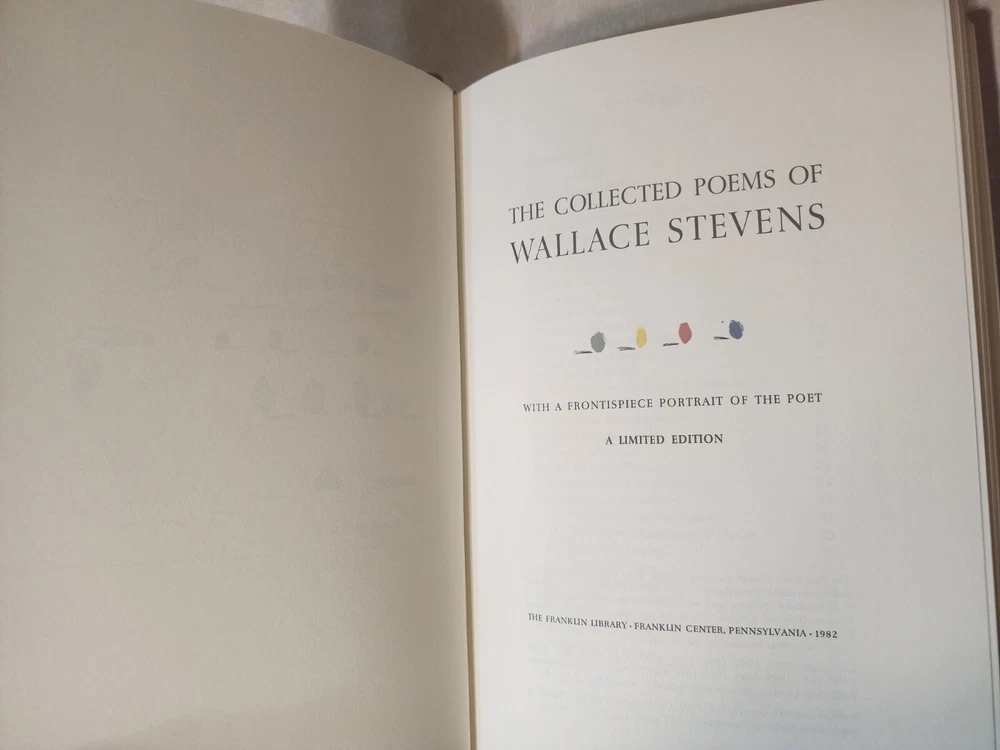 THE COLLECTED POEMS OF
WALLACE STEVENS
WITH A FRONTISPIECE PORTRAIT OF THE POET
A LIMITED EDITION
THE FRANKLIN LIBRARY · FRANKLIN CENTER, PENNSYLVANIA · 1982